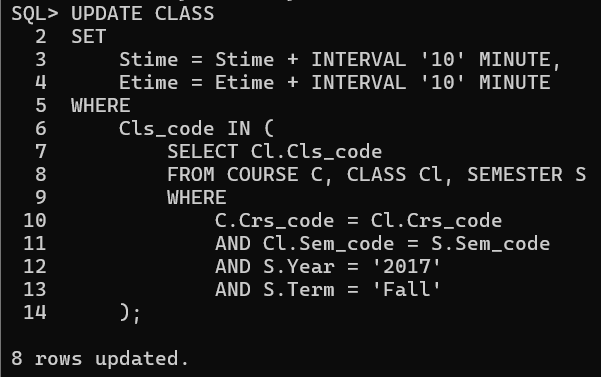 SQL> UPDATE CLASS
  2  SET
  3      Stime = Stime + INTERVAL '10' MINUTE,
  4      Etime = Etime + INTERVAL '10' MINUTE
  5  WHERE
  6      Cls_code IN (
  7          SELECT Cl.Cls_code
  8          FROM COURSE C, CLASS Cl, SEMESTER S
  9          WHERE
 10              C.Crs_code = Cl.Crs_code
 11              AND Cl.Sem_code = S.Sem_code
 12              AND S.Year = '2017'
 13              AND S.Term = 'Fall'
 14      );
8 rows updated.